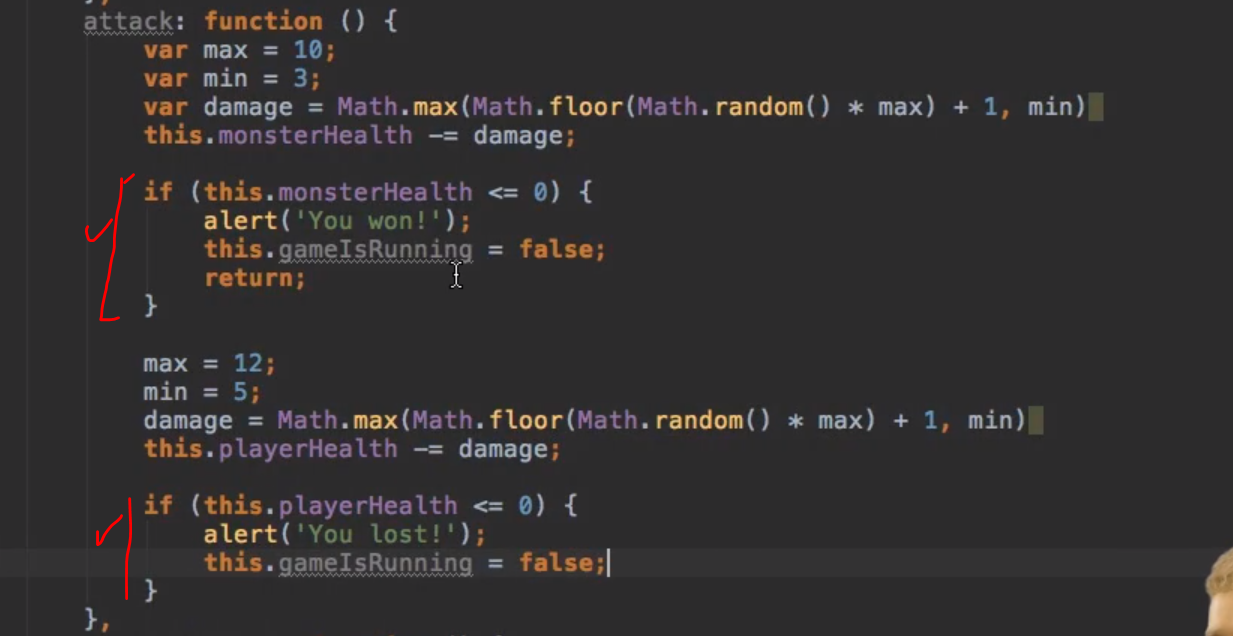 attack: function () {
var max = 10;
var min = 3;
var damage = Math.max(Math.floor(Math.random() * max) + 1, min)
this.monsterHealth -= damage;
if (this.monsterHealth <= 0) {
alert('You won!');
this.gameIsRunning = false;
return;
}
max = 12;
min = 5;
damage = Math.max(Math.floor(Math.random() * max) + 1, min)
this.playerHealth -= damage;
if (this.playerHealth <= 0) {
alert('You lost!');
this.gameIsRunning = false;
}
},